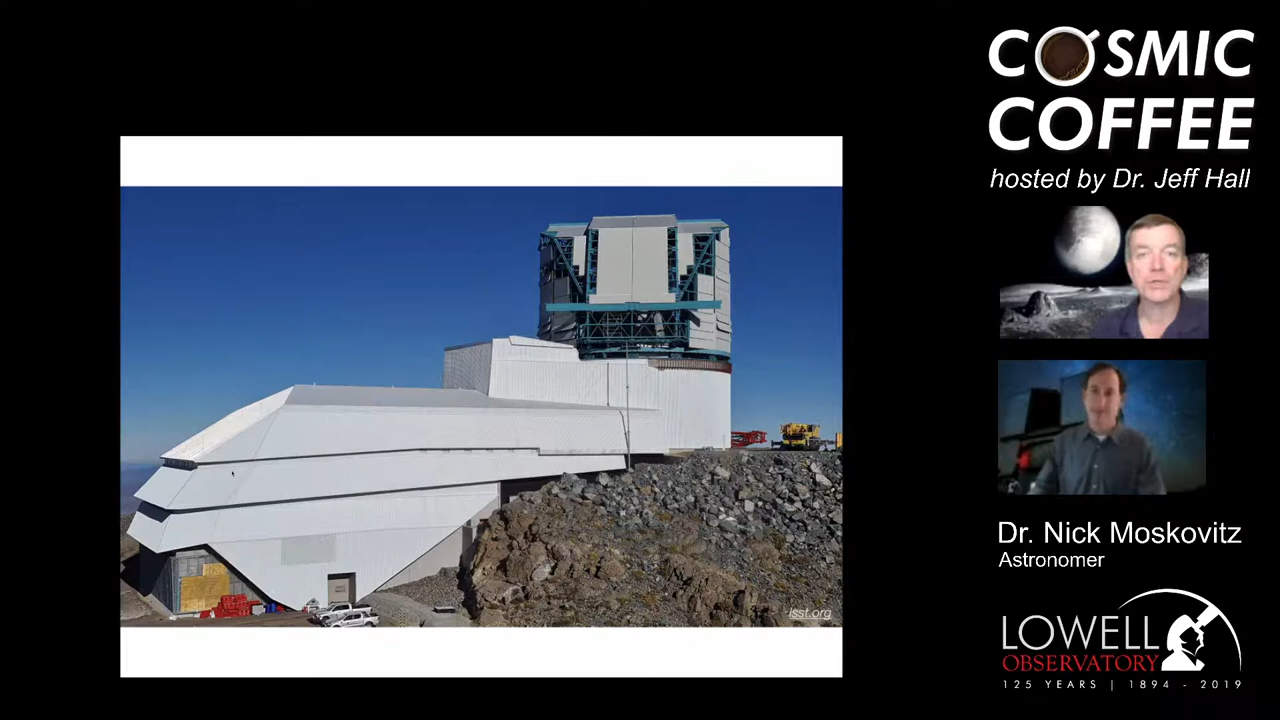 COSMIC
COFFEE
hosted by Dr. Jeff Hall
Dr. Nick Moskovitz
Astronomer
LOWELL
OBSERVATORY
125 YEARS | 1894 - 2019
lsst.org